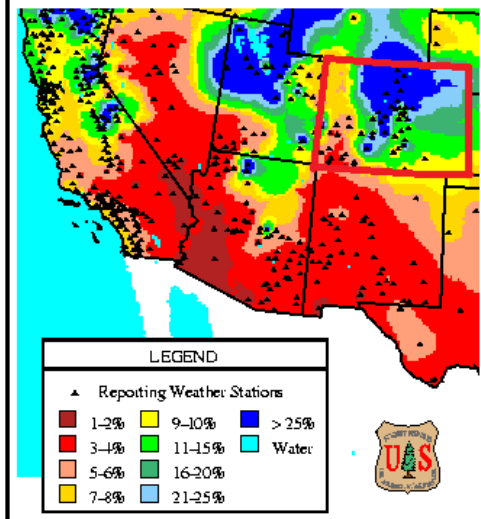 LEGEND
Reporting Weather Stations
1-2% 9-10% > 25%
3-4% 11-15% Water
5-6% 16-20%
7-8% 21-25%
U S